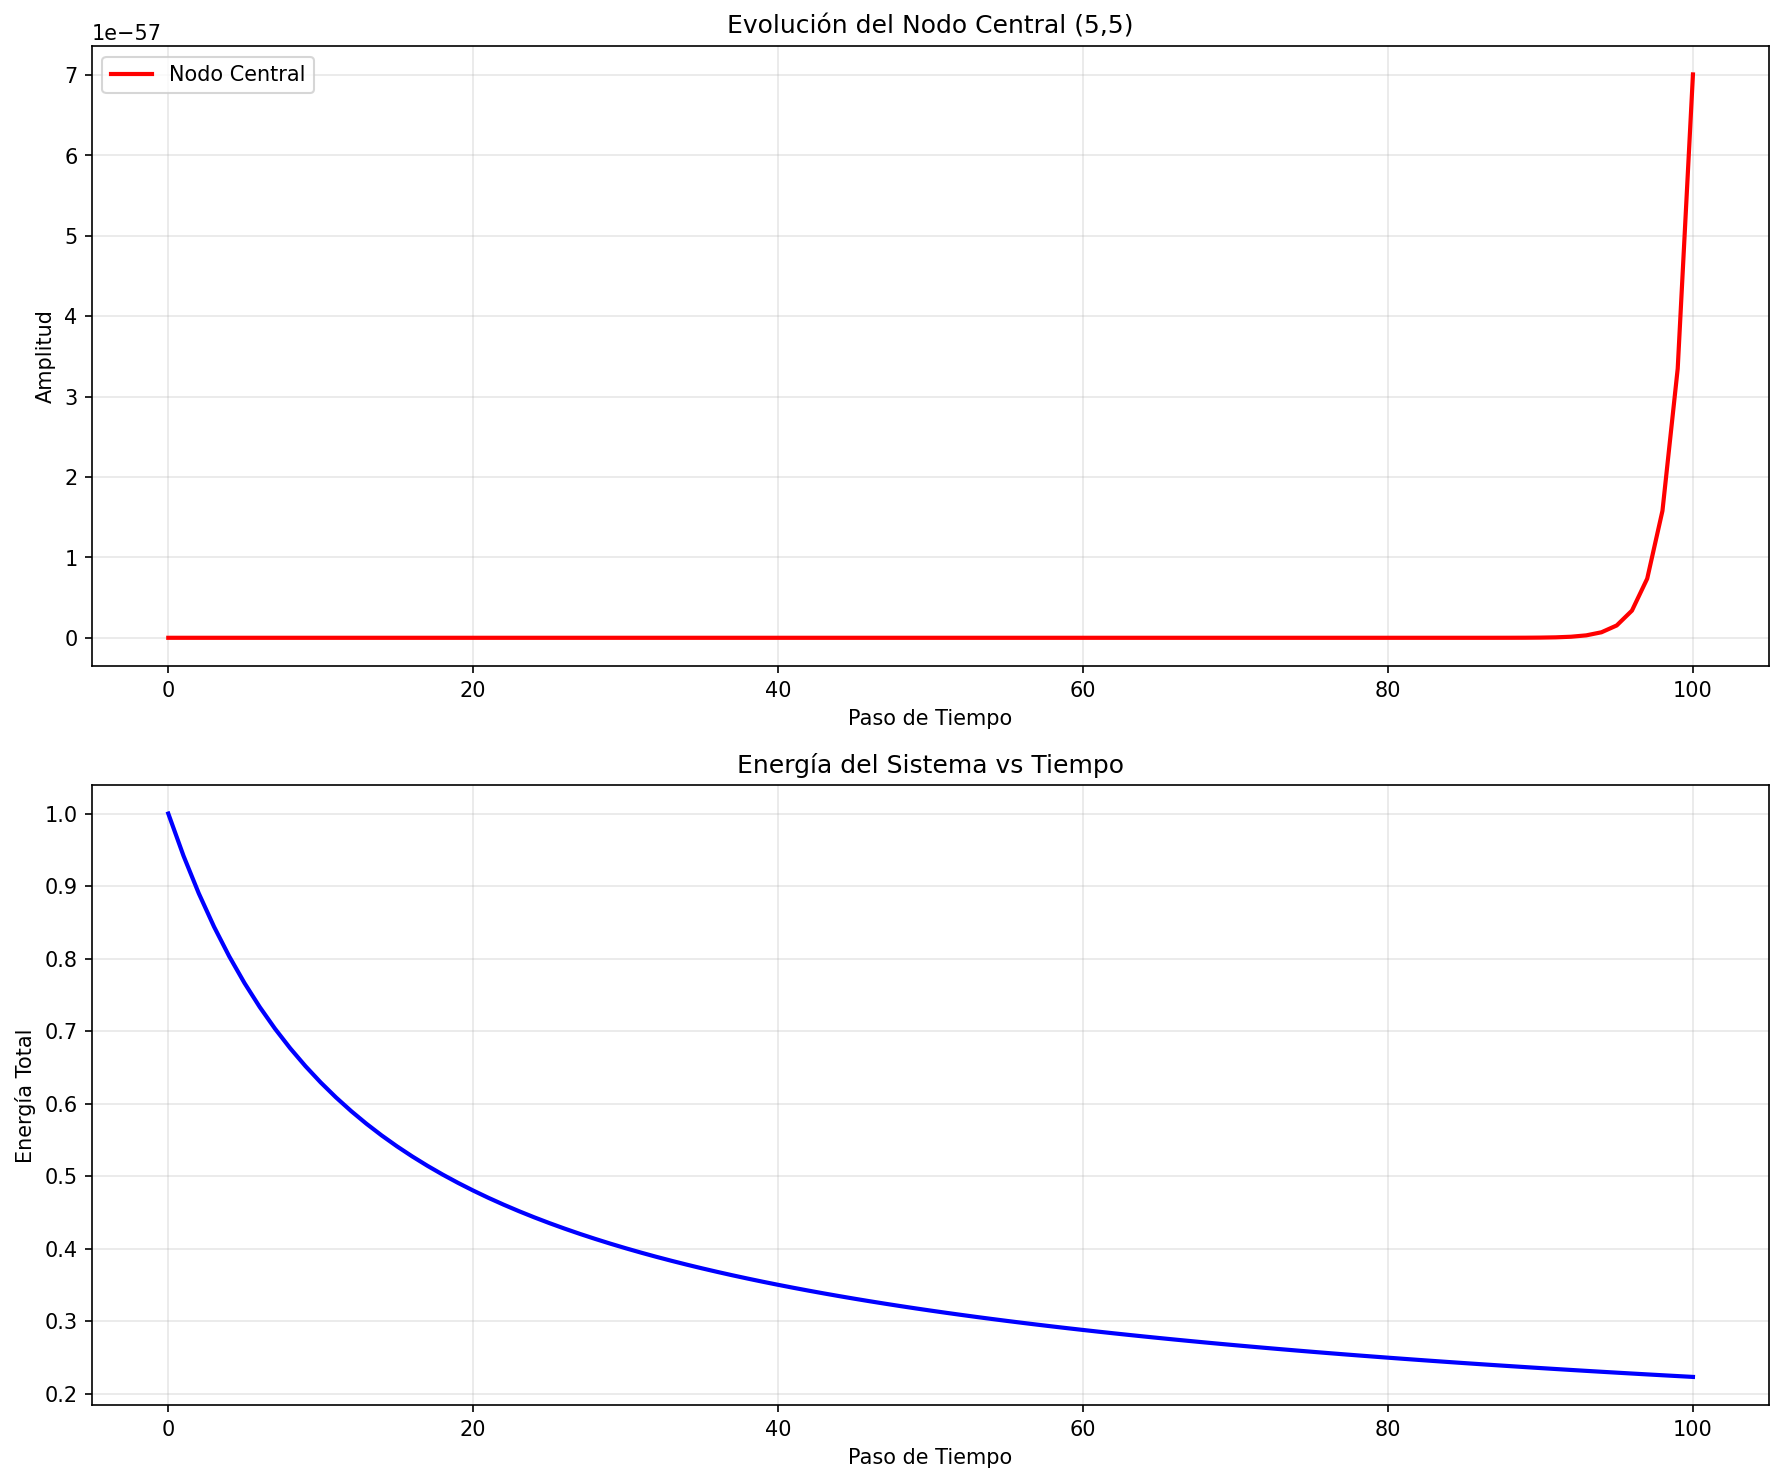 Evolución del Nodo Central (5,5)
1e−57
Nodo Central
7
6
5
4
3
2
1
0
Amplitud
0 20 40 60 80 100
Paso de Tiempo
Energía del Sistema vs Tiempo
1.0
0.9
0.8
0.7
0.6
0.5
0.4
0.3
0.2
Energía Total
0 20 40 60 80 100
Paso de Tiempo